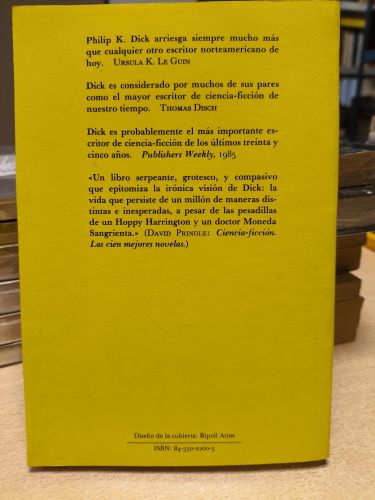 Philip K. Dick arriesga siempre mucho más
que cualquier otro escritor norteamericano de
hoy. URSULA K. LE GUIN
Dick es considerado por muchos de sus pares
como el mayor escritor de ciencia-ficción de
nuestro tiempo. THOMAS DISCH
Dick es probablemente el más importante es-
critor de ciencia-ficción de los últimos treinta y
cinco años. Publishers Weekly, 1985
«Un libro serpeante, grotesco, y compasivo
que epitomiza la irónica visión de Dick: la
vida que persiste de un millón de maneras dis-
tintas e inesperadas, a pesar de las pesadillas
de un Hoppy Harrington y un doctor Moneda
Sangrienta.» (DAVID PRINGLE: Ciencia-ficción.
Las cien mejores novelas.)
Diseño de la cubierta: Ripoll Arias
ISBN: 84-350-2200-5